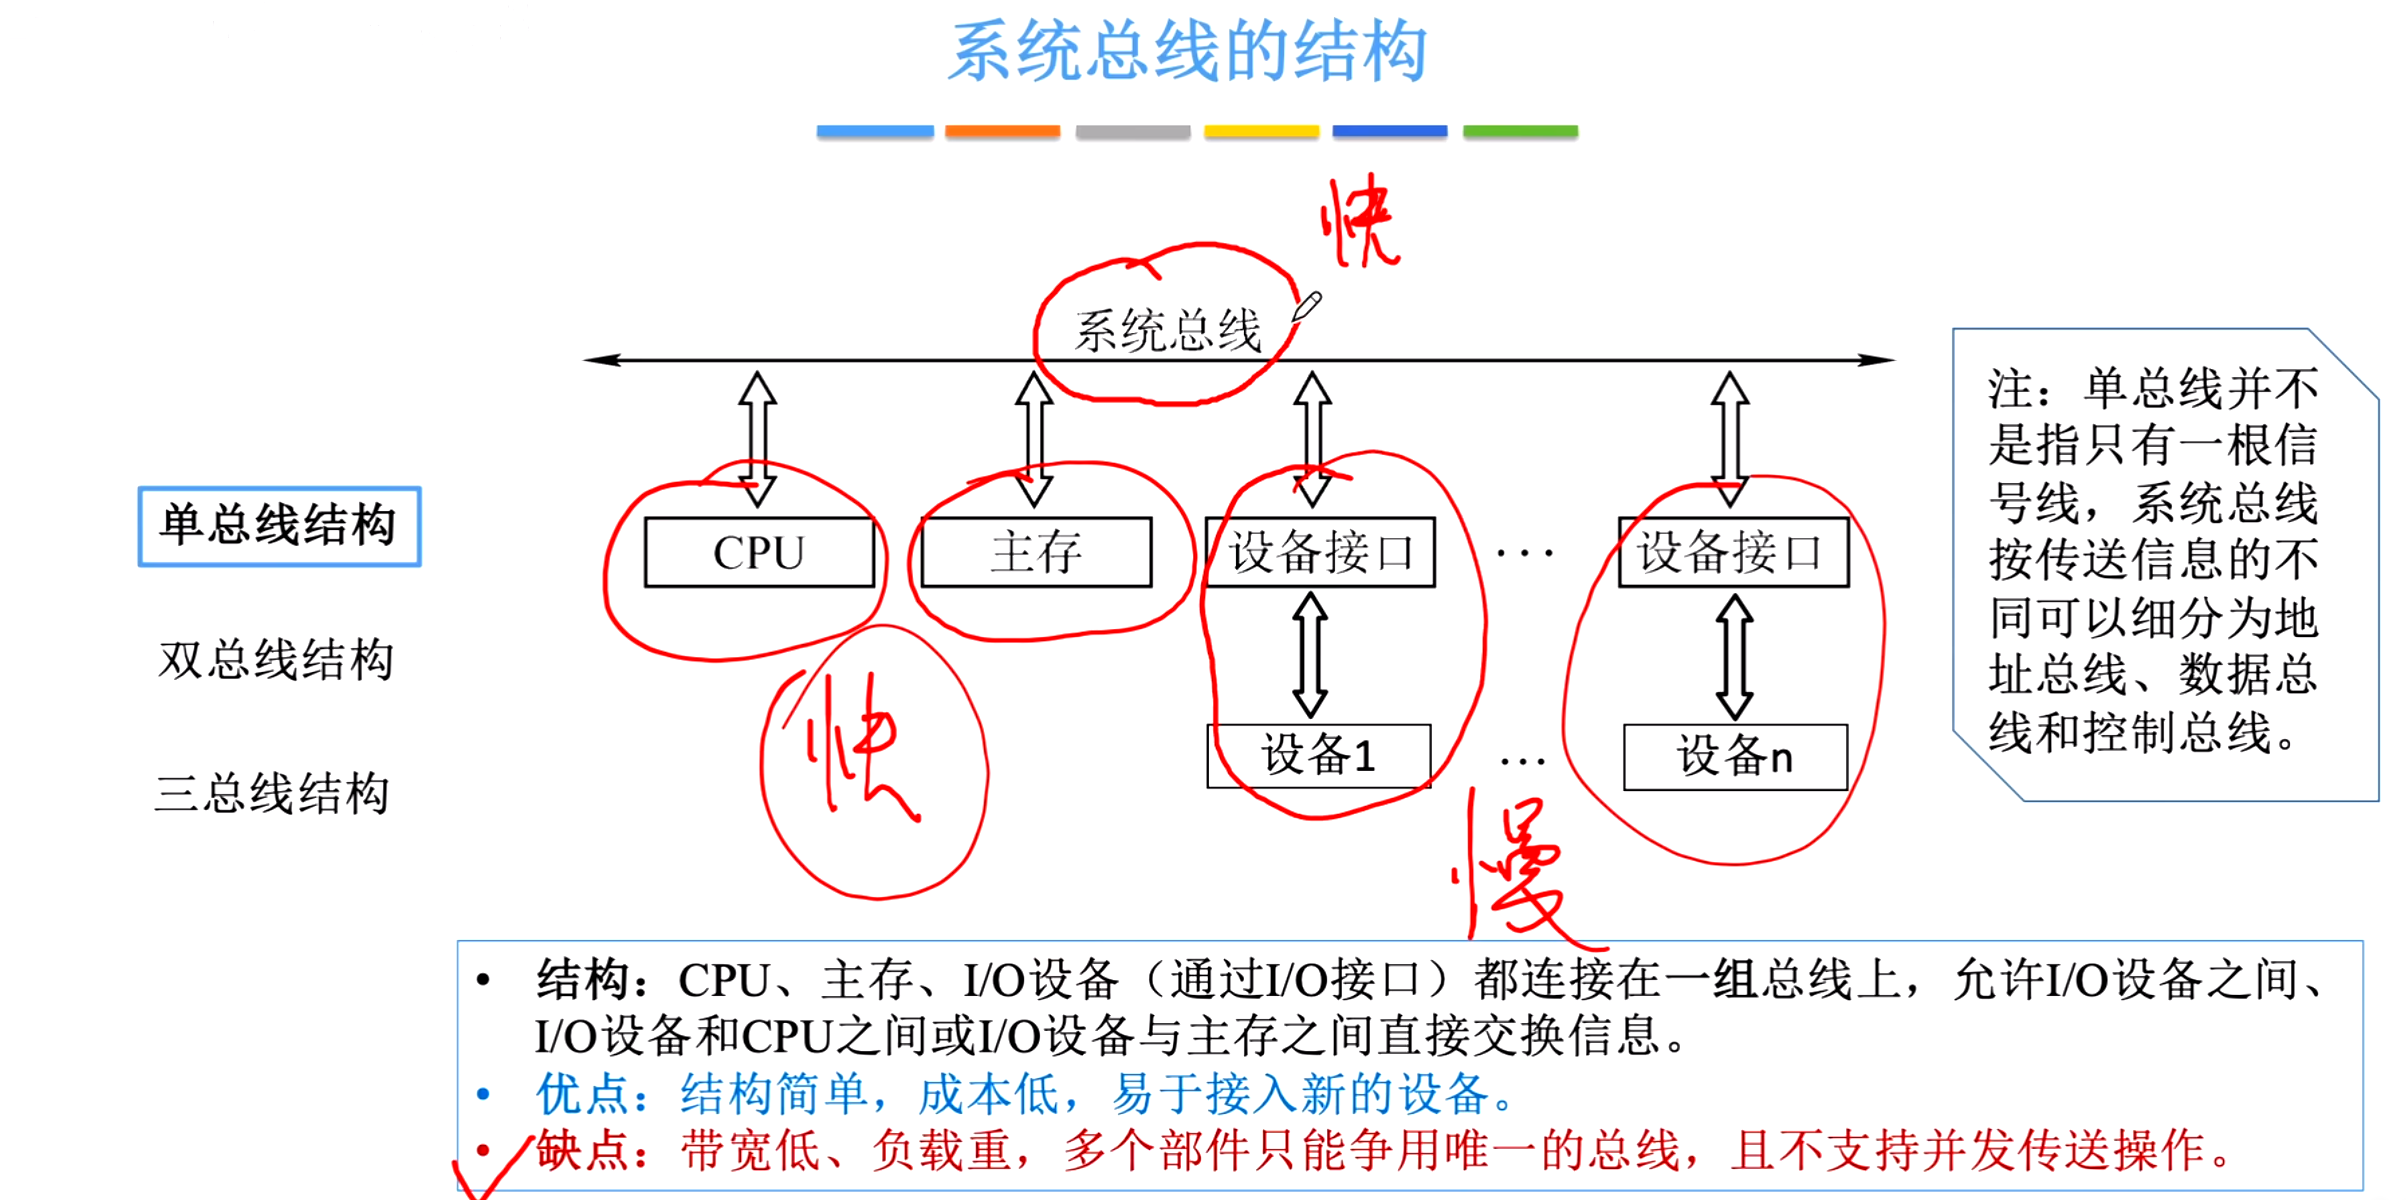 系统总线的结构
快
系统总线
注：单总线并不
是指只有一根信
号线，系统总线
按传送信息的不
同可以细分为地
址总线、数据总
线和控制总线。
单总线结构
双总线结构
三总线结构
CPU
主存
设备接口
...
设备接口
快
设备1
...
设备n
慢
• 结构：CPU、主存、I/O设备（通过I/O接口）都连接在一组总线上，允许I/O设备之间、
I/O设备和CPU之间或I/O设备与主存之间直接交换信息。
• 优点：结构简单，成本低，易于接入新的设备。
• 缺点：带宽低、负载重，多个部件只能争用唯一的总线，且不支持并发传送操作。